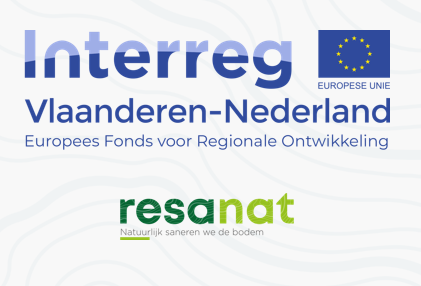 Interreg
EUROPESE UNIE
Vlaanderen-Nederland
Europees Fonds voor Regionale Ontwikkeling
resanat
Natuurlijk saneren we de bodem